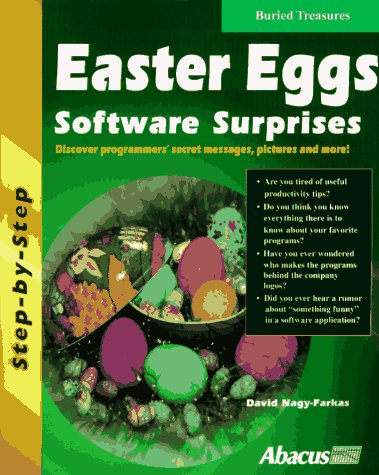 Buried Treasures
Easter Eggs
Software Surprises
Discover programmers' secret messages, pictures and more!
Step-by-Step
• Are you tired of useful
productivity tips?
• Do you think you know
everything there is to
know about your favorite
programs?
• Have you ever wondered
who makes the programs
behind the company
logos?
• Did you ever hear a rumor
about "something funny"
in a software application?
David Nagy-Farkas
Abacus